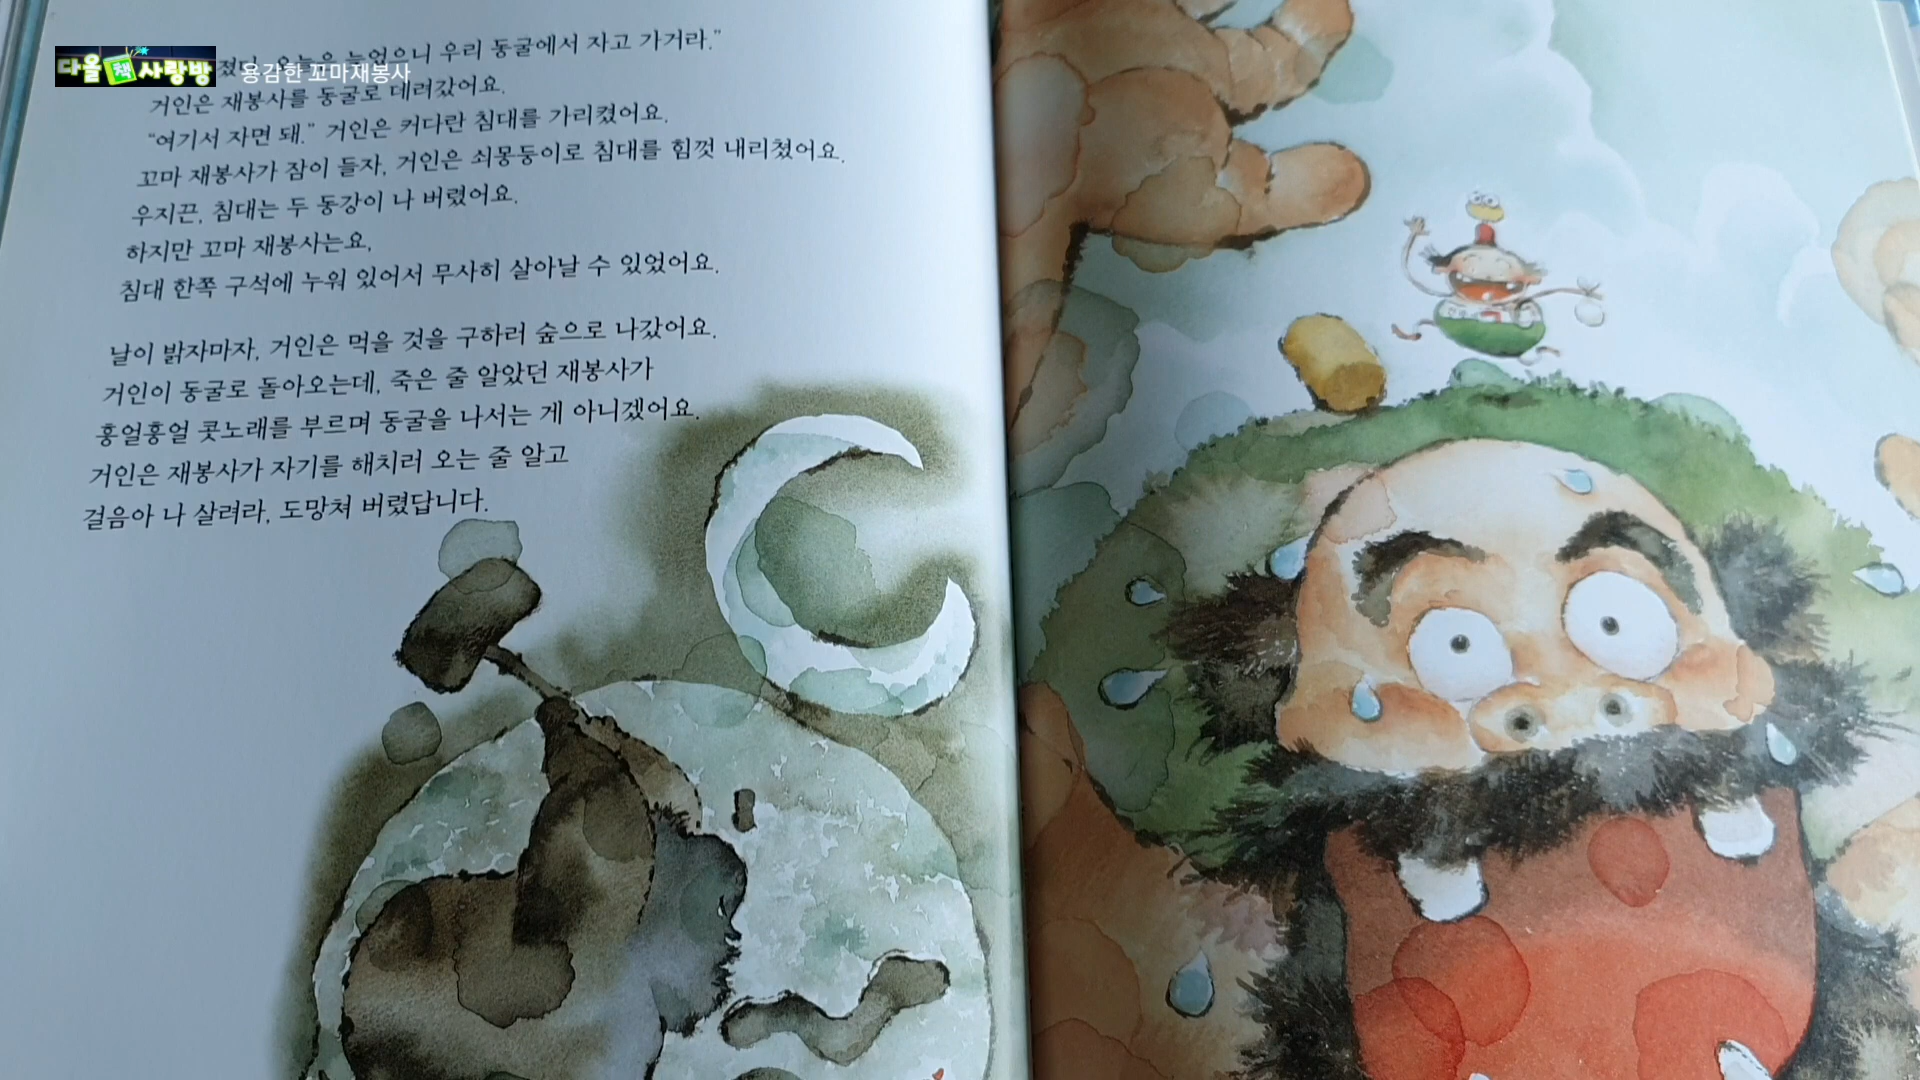 다올책사랑방
용감한 꼬마재봉사
늦었으니 우리 동굴에서 자고 가거라.”
거인은 재봉사를 동굴로 데려갔어요.
“여기서 자면 돼.” 거인은 커다란 침대를 가리켰어요.
꼬마 재봉사가 잠이 들자, 거인은 쇠몽둥이로 침대를 힘껏 내리쳤어요.
우지끈, 침대는 두 동강이 나 버렸어요.
하지만 꼬마 재봉사는요,
침대 한쪽 구석에 누워 있어서 무사히 살아날 수 있었어요.
날이 밝자마자, 거인은 먹을 것을 구하러 숲으로 나갔어요.
거인이 동굴로 돌아오는데, 죽은 줄 알았던 재봉사가
흥얼흥얼 콧노래를 부르며 동굴을 나서는 게 아니겠어요.
거인은 재봉사가 자기를 해치러 오는 줄 알고
걸음아 나 살려라, 도망쳐 버렸답니다.